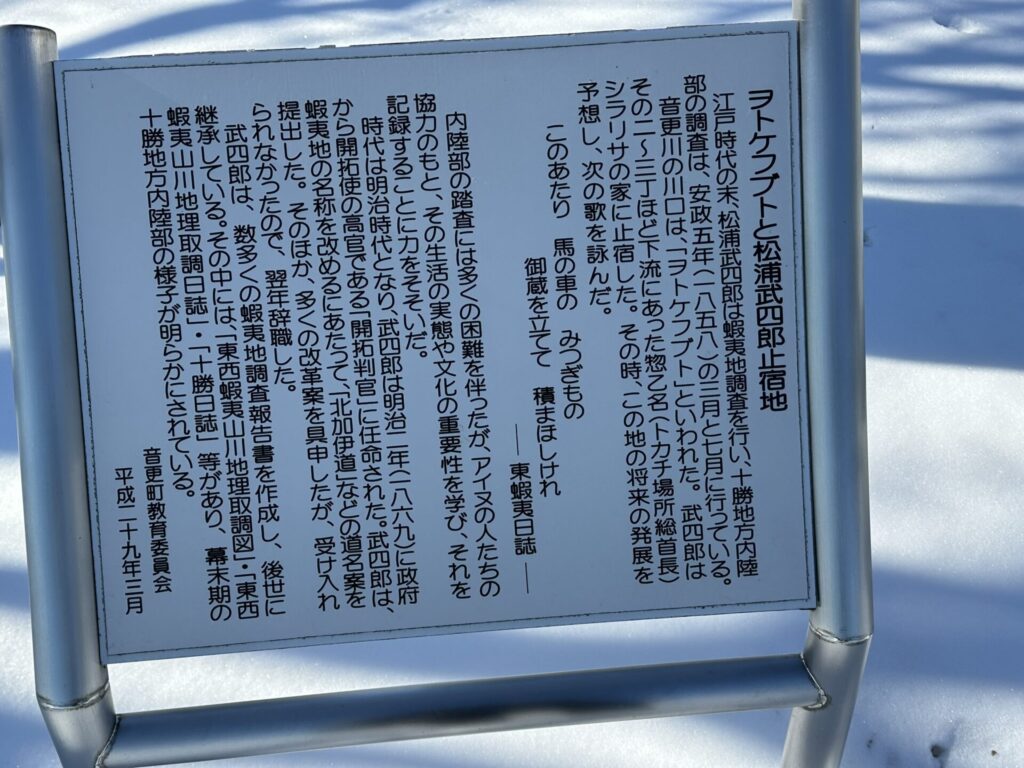 ヲトケフプトと松浦武四郎止宿地
江戸時代の末、松浦武四郎は蝦夷地調査を行い、十勝地方内陸
部の調査は、安政五年(一八五八)の三月と七月に行っている。
音更川の川口は、「ヲトケフプト」といわれた。武四郎は
その二〜三丁ほど下流にあった惣乙名(トカチ場所総首長)
シラリサの家に止宿した。その時、この地の将来の発展を
予想し、次の歌を詠んだ。
このあたり 馬の車の みつぎもの
御蔵を立てて 積まほしけれ
― 東蝦夷日誌 ―
内陸部の踏査には多くの困難を伴ったが、アイヌの人たちの
協力のもと、その生活の実態や文化の重要性を学び、それを
記録することに力をそそいだ。
時代は明治時代となり、武四郎は明治二年(一八六九)に政府
から開拓使の高官である「開拓判官」に任命された。武四郎は、
蝦夷地の名称を改めるにあたって、「北加伊道」などの道名案を
提出した。そのほか、多くの改革案を具申したが、受け入れ
られなかったので、翌年辞職した。
武四郎は、数多くの蝦夷地調査報告書を作成し、後世に
継承している。その中には、「東西蝦夷山川地理取調図」・「東西
蝦夷山川地理取調日誌」・「十勝日誌」等があり、幕末期の
十勝地方内陸部の様子が明らかにされている。
音更町教育委員会
平成二十九年三月